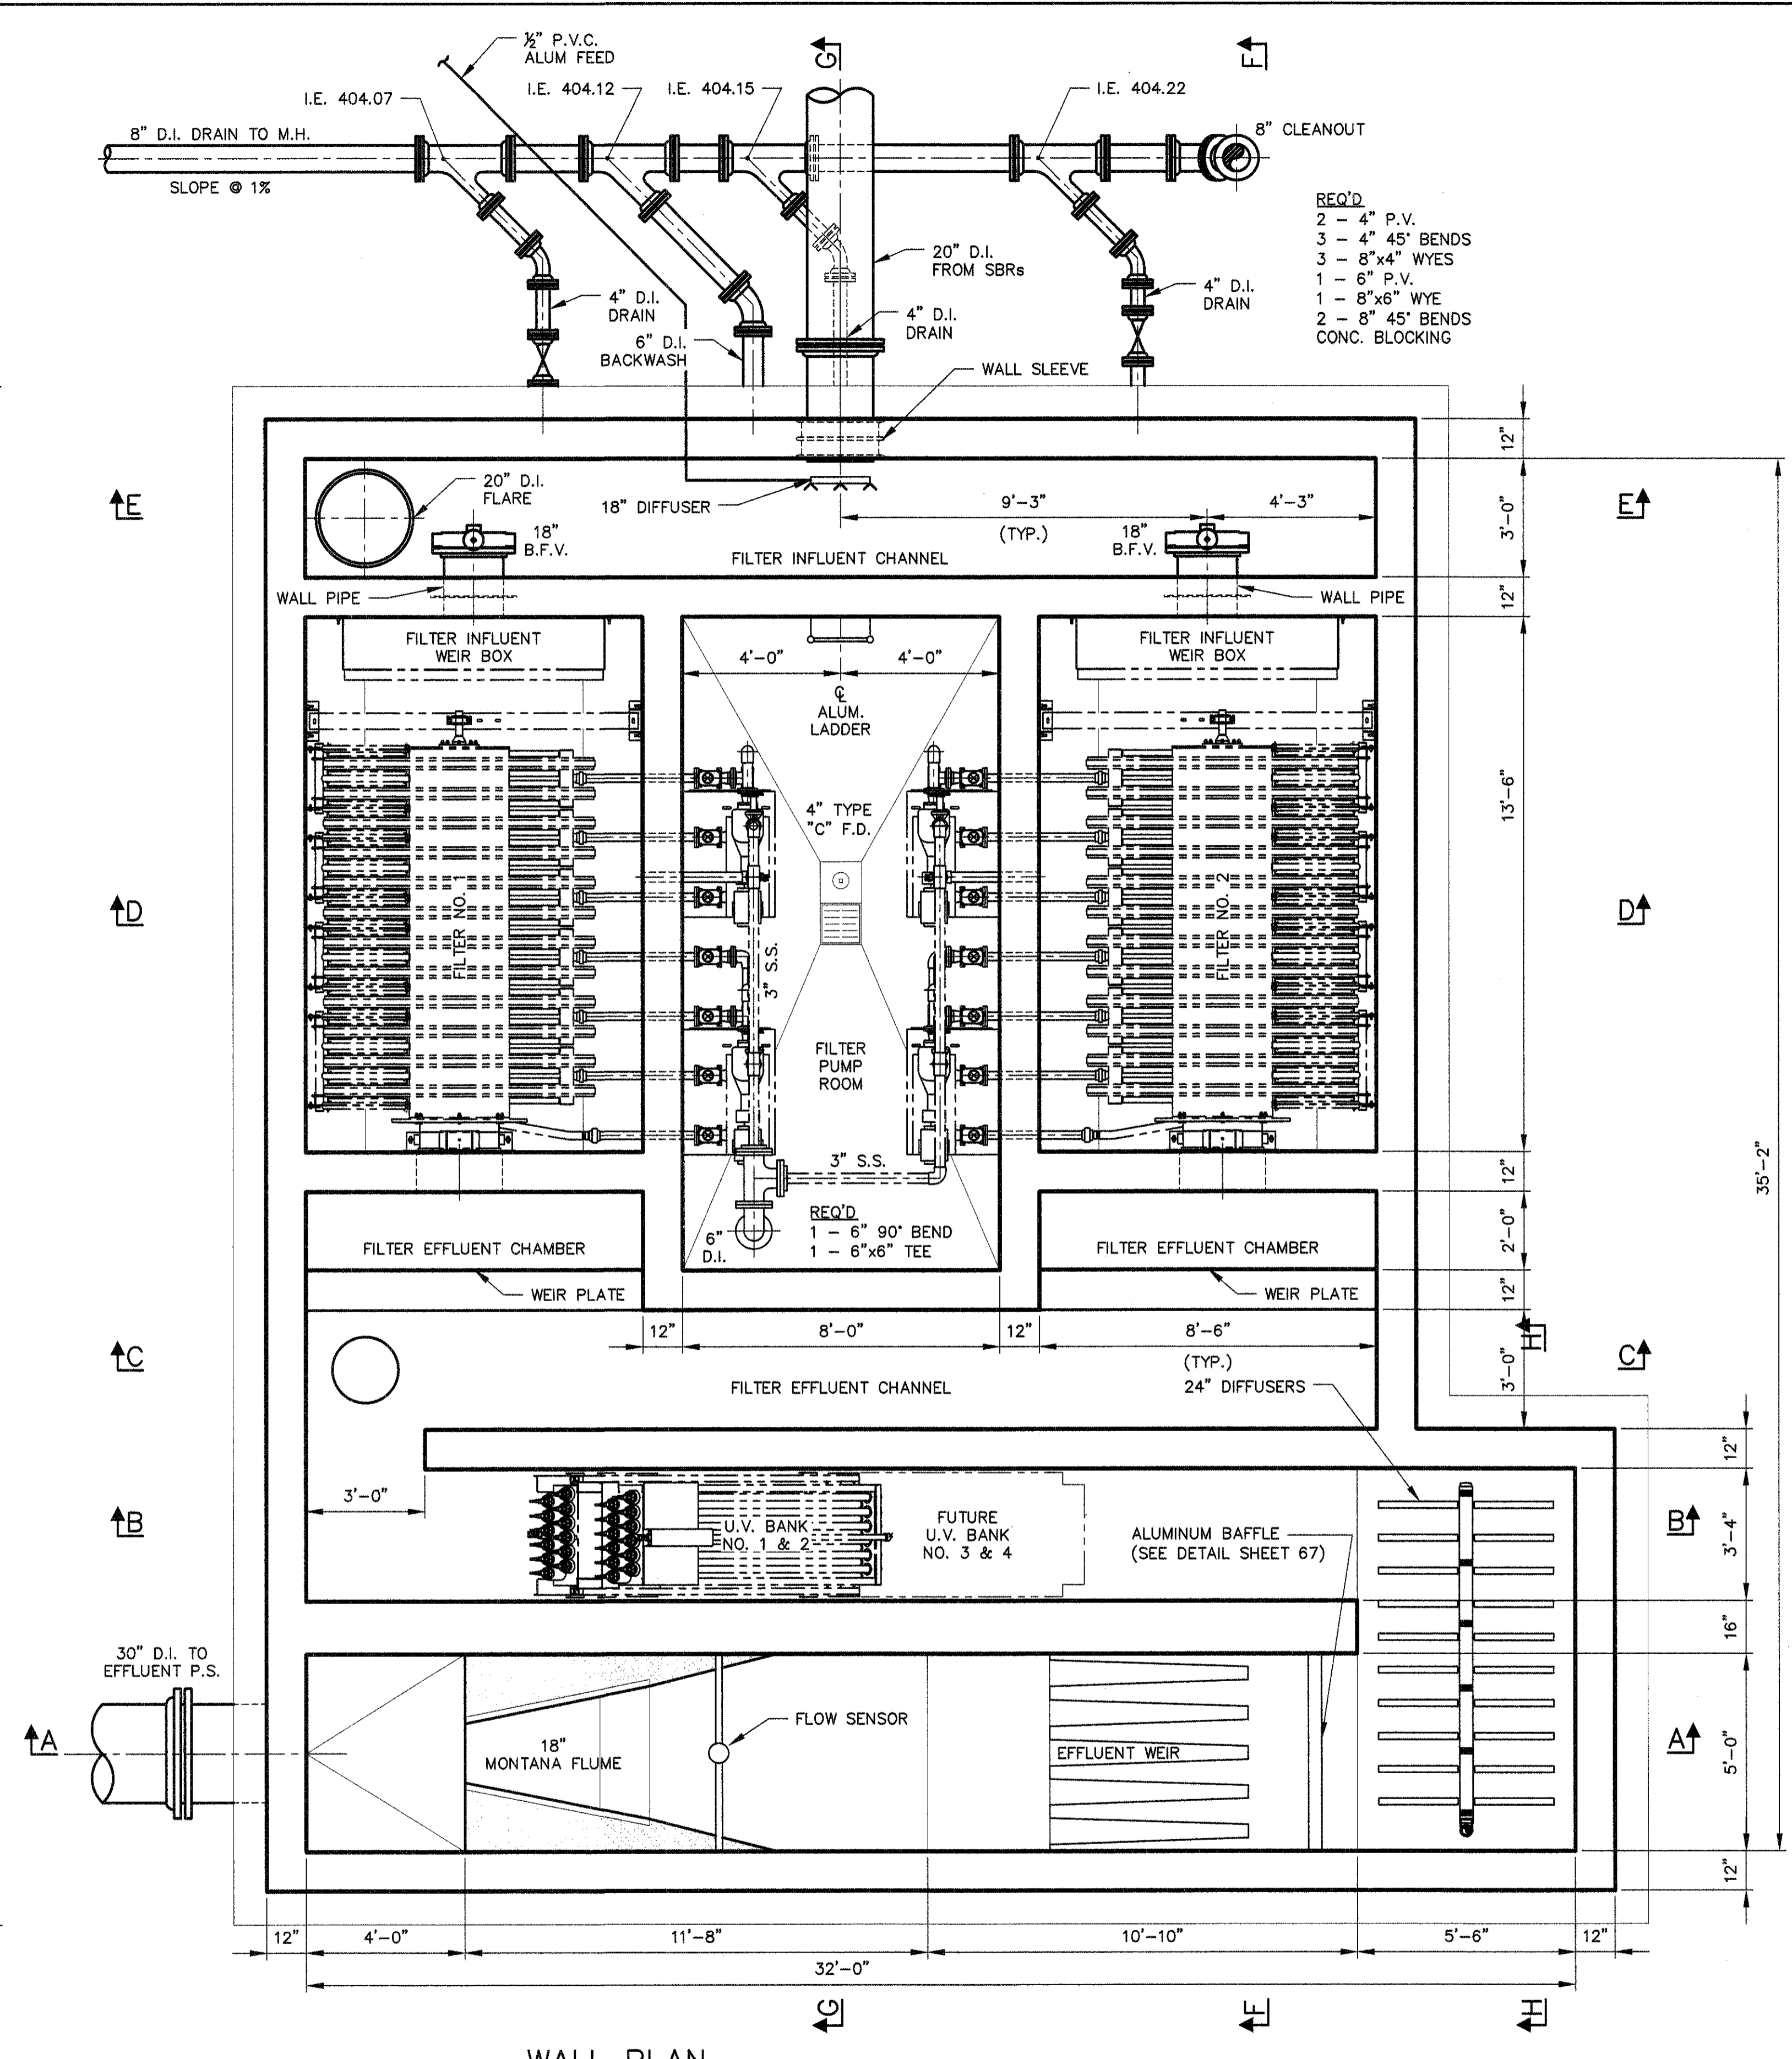 ½" P.V.C.
ALUM FEED
G
F
I.E. 404.07
I.E. 404.12
I.E. 404.15
I.E. 404.22
8" D.I. DRAIN TO M.H.
8" CLEANOUT
SLOPE @ 1%
REQ'D
2 - 4" P.V.
3 - 4" 45° BENDS
3 - 8"x4" WYES
1 - 6" P.V.
1 - 8"x6" WYE
2 - 8" 45° BENDS
CONC. BLOCKING
20" D.I.
FROM SBRs
4" D.I.
DRAIN
4" D.I.
DRAIN
4" D.I.
DRAIN
6" D.I.
BACKWASH
WALL SLEEVE
12"
20" D.I.
FLARE
18" DIFFUSER
E
E
9'-3"
(TYP.)
4'-3"
3'-0"
18"
B.F.V.
18"
B.F.V.
FILTER INFLUENT CHANNEL
WALL PIPE
WALL PIPE
12"
FILTER INFLUENT
WEIR BOX
FILTER INFLUENT
WEIR BOX
4'-0"
4'-0"
℄
ALUM.
LADDER
4" TYPE
"C" F.D.
13'-6"
D
D
FILTER NO. 1
FILTER NO. 2
3" S.S.
FILTER
PUMP
ROOM
3" S.S.
35'-2"
12"
REQ'D
1 - 6" 90° BEND
1 - 6"x6" TEE
6"
D.I.
FILTER EFFLUENT CHAMBER
FILTER EFFLUENT CHAMBER
2'-0"
WEIR PLATE
WEIR PLATE
12"
12"
8'-0"
12"
8'-6"
(TYP.)
H
C
C
3'-0"
FILTER EFFLUENT CHANNEL
24" DIFFUSERS
12"
3'-0"
B
B
U.V. BANK
NO. 1 & 2
FUTURE
U.V. BANK
NO. 3 & 4
ALUMINUM BAFFLE
(SEE DETAIL SHEET 67)
3'-4"
16"
30" D.I. TO
EFFLUENT P.S.
A
A
FLOW SENSOR
18"
MONTANA FLUME
EFFLUENT WEIR
5'-0"
12"
12"
4'-0"
11'-8"
10'-10"
5'-6"
12"
32'-0"
G
F
H
WALL PLAN